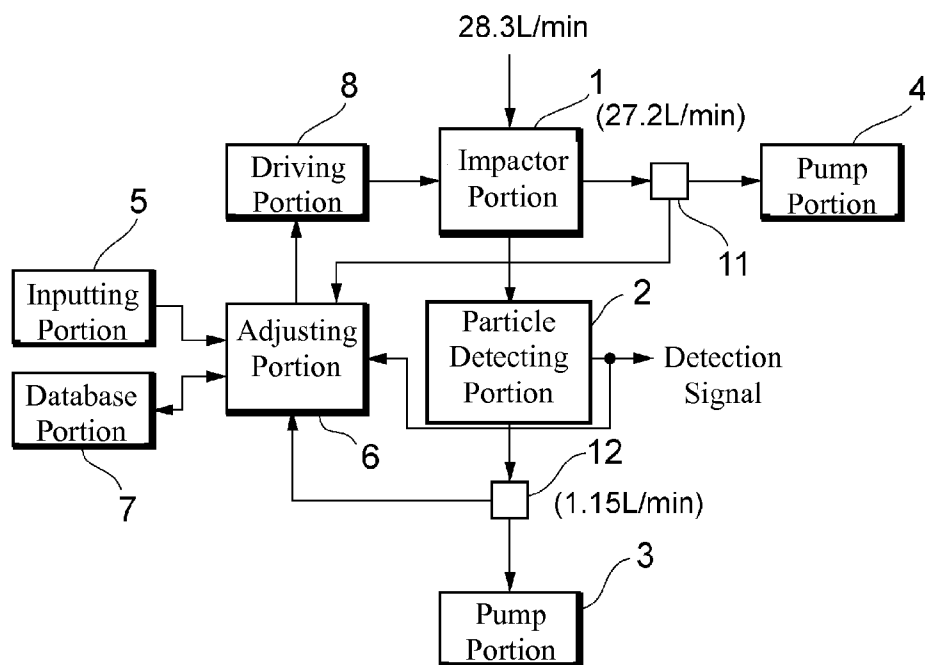 28.3L/min
1
(27.2L/min)
4
8
Driving
Portion
Impactor
Portion
Pump
Portion
5
11
Inputting
Portion
2
Adjusting
Portion
Particle
Detecting
Portion
Detection
Signal
Database
Portion
6
7
12
(1.15L/min)
3
Pump
Portion